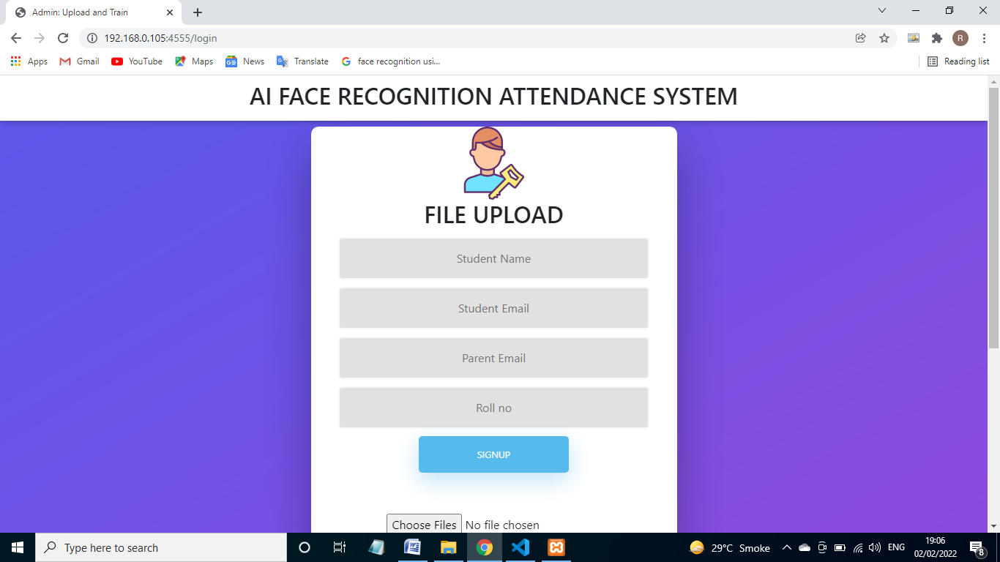 Admin: Upload and Train
192.168.0.105:4555/login
R
Apps
Gmail
YouTube
Maps
News
Translate
face recognition usi...
Reading list
AI FACE RECOGNITION ATTENDANCE SYSTEM
FILE UPLOAD
Student Name
Student Email
Parent Email
Roll no
SIGNUP
Choose Files No file chosen
Type here to search
29°C Smoke
ENG
19:06
02/02/2022
8